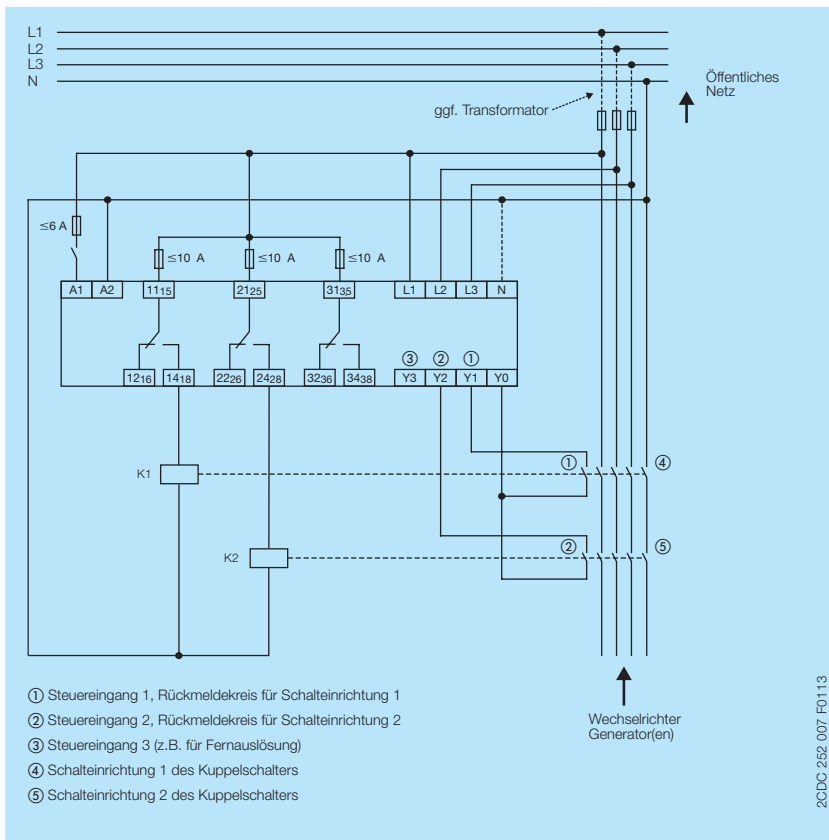 L1
L2
L3
N
Öffentliches
Netz
ggf. Transformator
≤6 A
≤10 A
≤10 A
≤10 A
A1 A2 1115 2125 3135 L1 L2 L3 N
③ ② ①
1216 1418 2226 2428 3236 3438 Y3 Y2 Y1 Y0
① ④
K1
② ⑤
K2
① Steuereingang 1, Rückmeldekreis für Schalteinrichtung 1
② Steuereingang 2, Rückmeldekreis für Schalteinrichtung 2
③ Steuereingang 3 (z.B. für Fernauslösung)
④ Schalteinrichtung 1 des Kuppelschalters
⑤ Schalteinrichtung 2 des Kuppelschalters
Wechselrichter
Generator(en)
2CDC 252 007 F0113